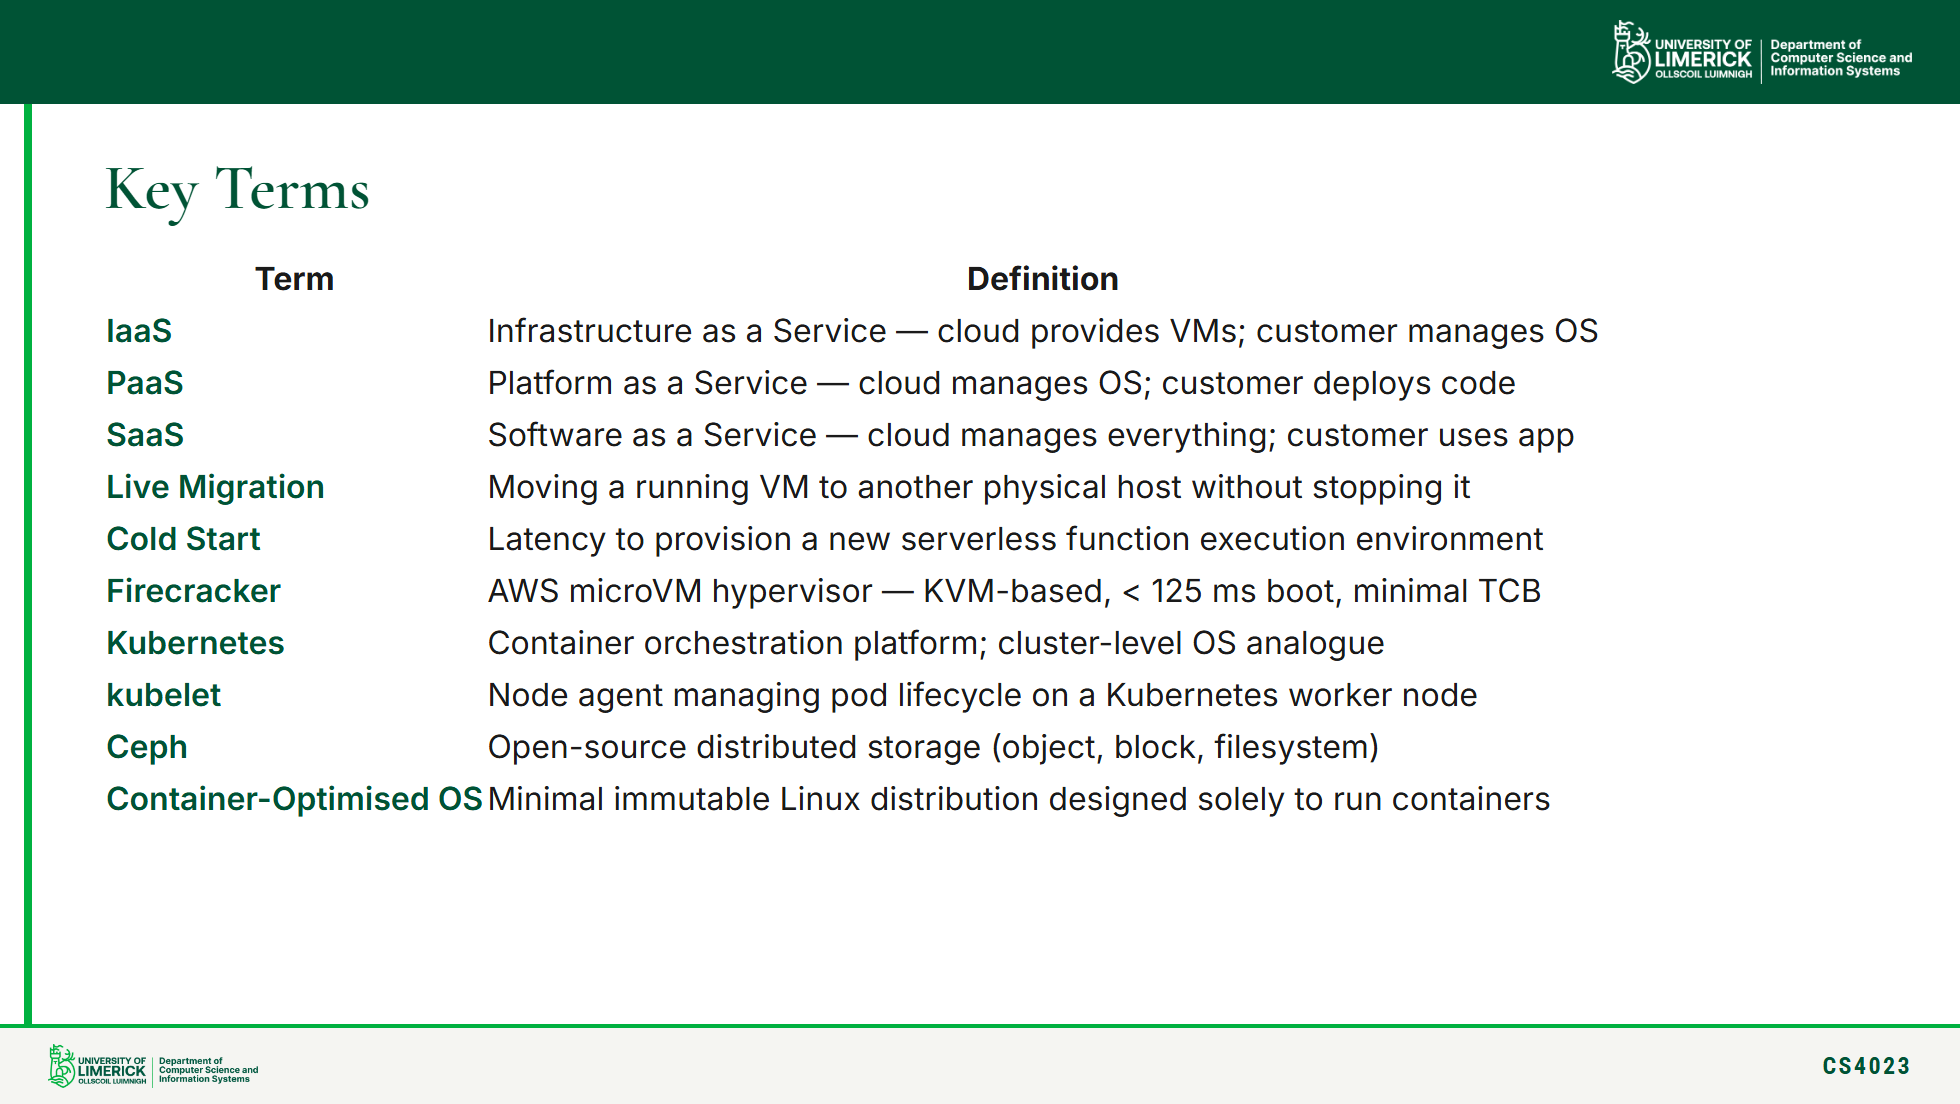 UNIVERSITY OF
LIMERICK
OLLSCOIL LUIMNIGH
Department of
Computer Science and
Information Systems
Key Terms
Term Definition
IaaS Infrastructure as a Service — cloud provides VMs; customer manages OS
PaaS Platform as a Service — cloud manages OS; customer deploys code
SaaS Software as a Service — cloud manages everything; customer uses app
Live Migration Moving a running VM to another physical host without stopping it
Cold Start Latency to provision a new serverless function execution environment
Firecracker AWS microVM hypervisor — KVM-based, < 125 ms boot, minimal TCB
Kubernetes Container orchestration platform; cluster-level OS analogue
kubelet Node agent managing pod lifecycle on a Kubernetes worker node
Ceph Open-source distributed storage (object, block, filesystem)
Container-Optimised OS Minimal immutable Linux distribution designed solely to run containers
UNIVERSITY OF
LIMERICK
OLLSCOIL LUIMNIGH
Department of
Computer Science and
Information Systems
CS4023